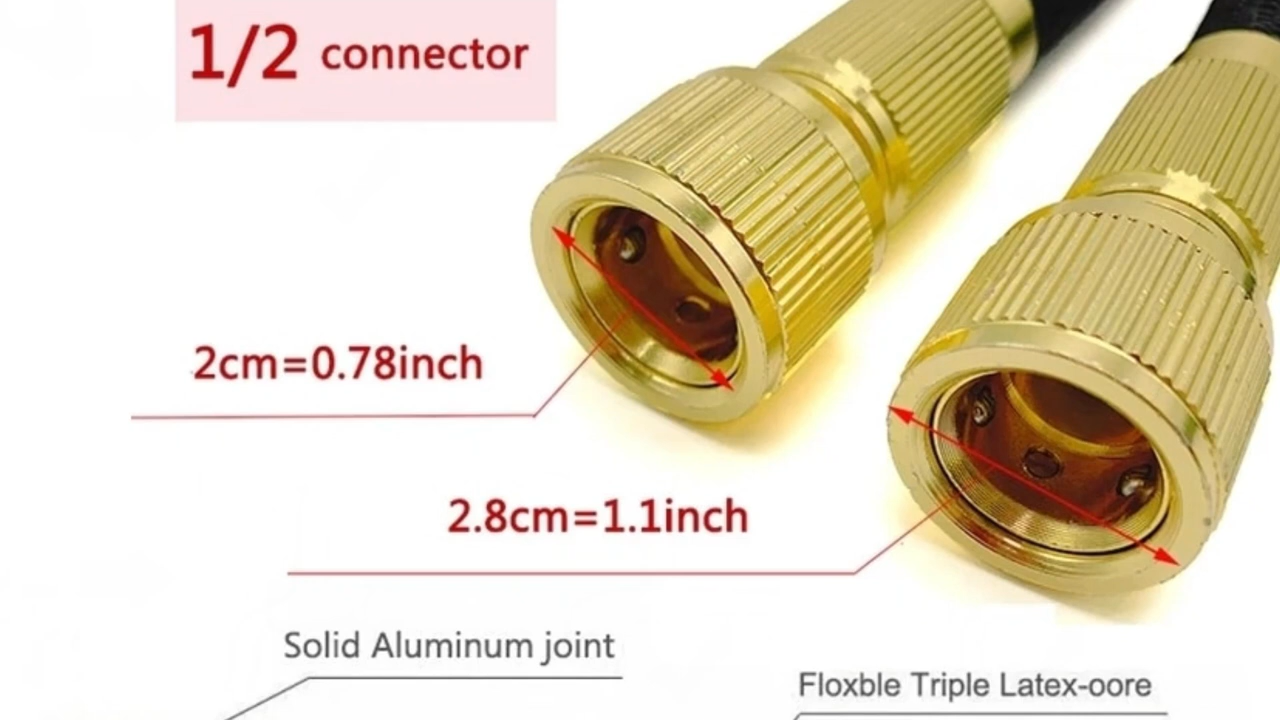 1/2 connector
2cm=0.78inch
2.8cm=1.1inch
Solid Aluminum joint
Floxble Triple Latex-oore